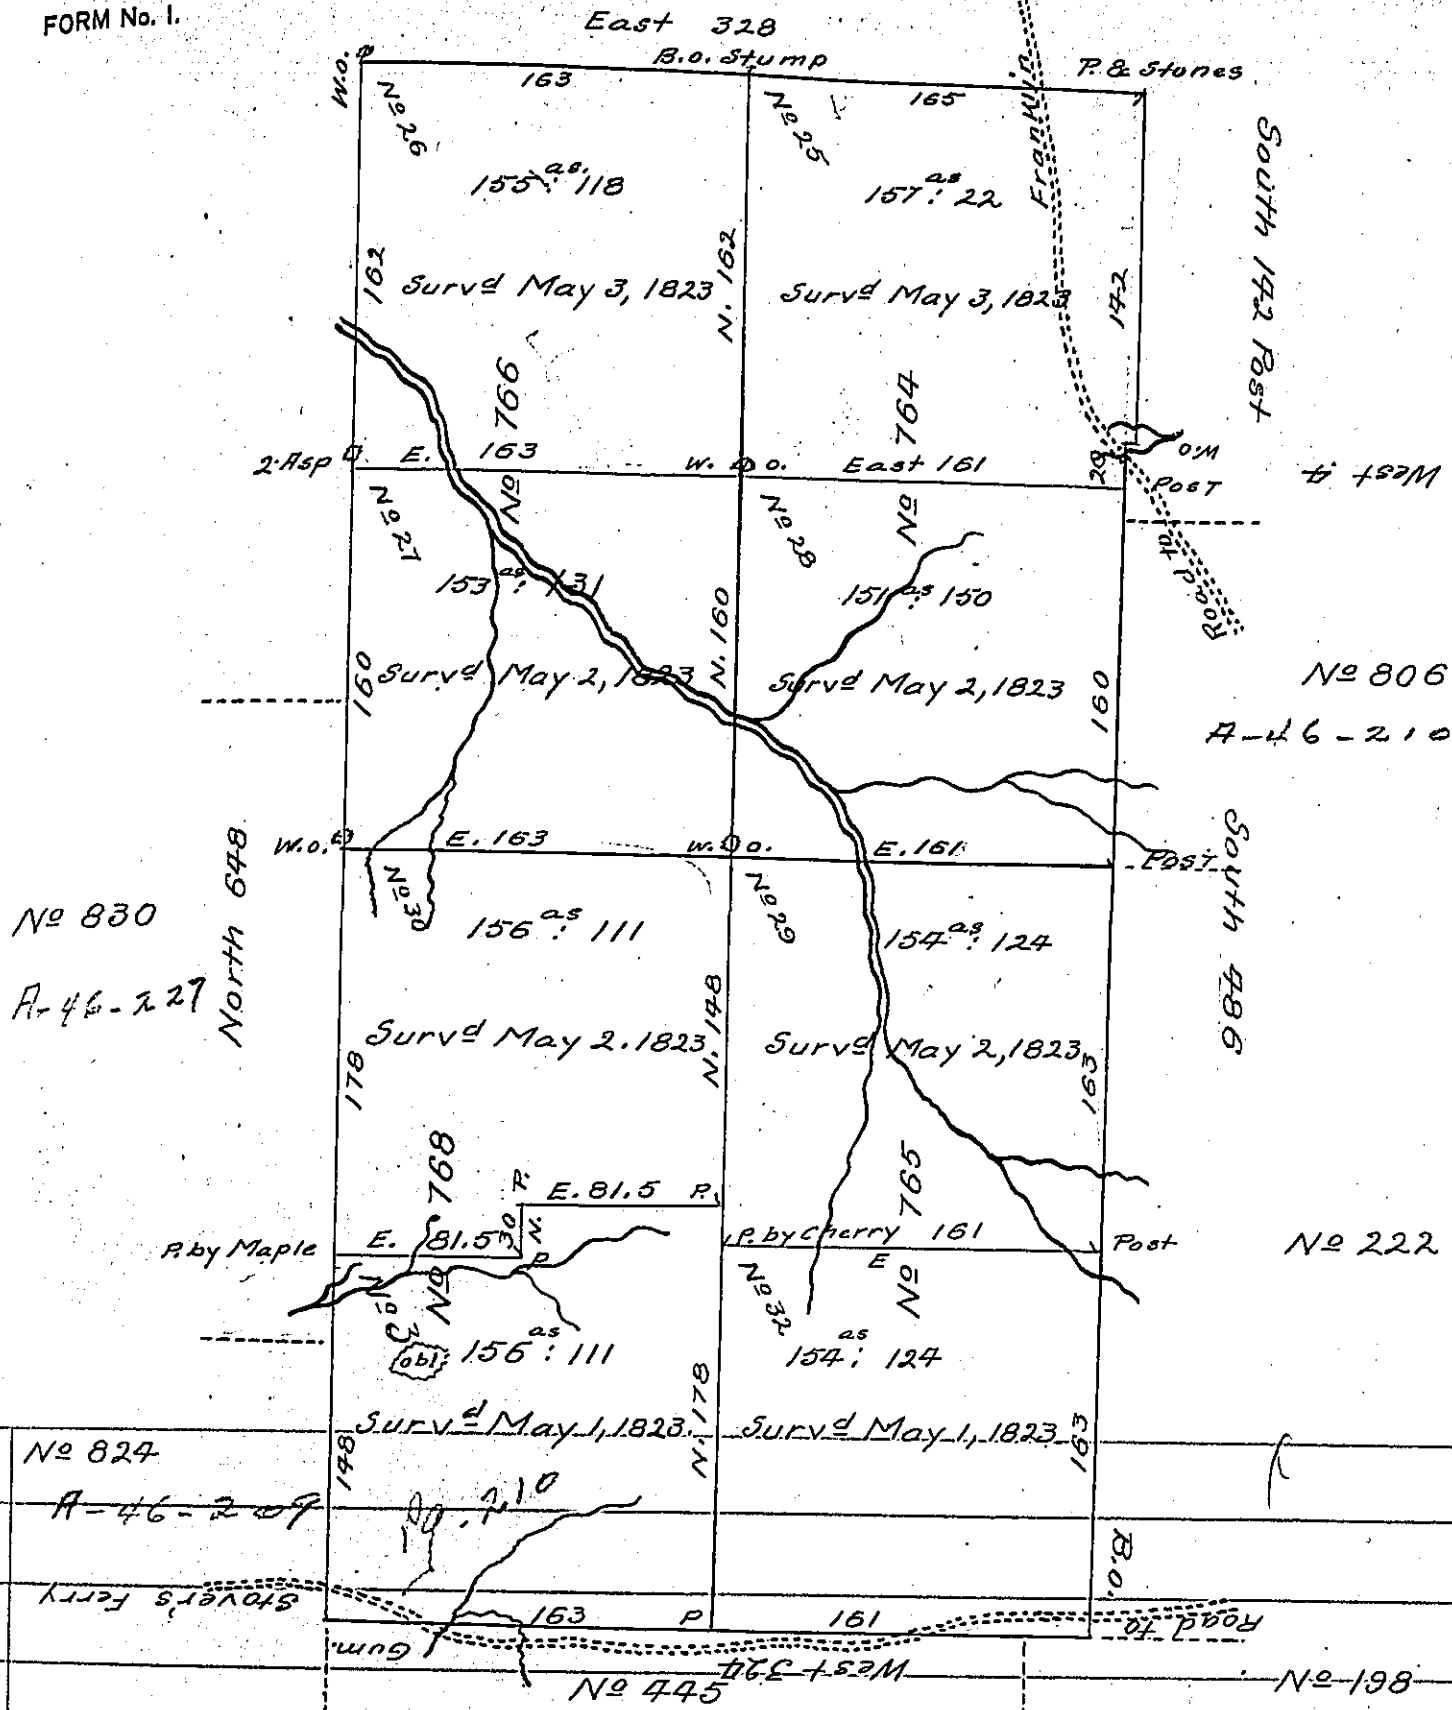 FORM No. 1.
East 328
W.o.
B.o. Stump
P. & Stones
163
165
No 26
No 25
Franklin
South 142 Post
155 as. : 118
157 as : 22
162
N. 162
142
Survd May 3, 1823
Survd May 3, 1823
No 766
No 764
2 Asp
E. 163
W. o.
East 161
20
W.O
Post
West 4
No 27
No 28
Road to
153 as : 131
151 as : 150
160
N. 160
160
Survd May 2, 1823
Survd May 2, 1823
No 806
A-46-210
North 648
W.o.
E. 163
W. o.
E. 161
Post
South 486
No 830
A-46-227
No 30
No 29
156 as : 111
154 as : 124
178
N. 148
163
Survd May 2. 1823
Survd May 2, 1823
No 768
No 765
P.
E. 81.5 P.
30
N.
P. by Maple
E. 81.5
P
P. by Cherry 161
E
Post
No 222
No 3
obl:
No 32
156 as : 111
154 as : 124
Survd May 1, 1823.
Survd May 1, 1823
148
N. 178
163
No 824
A-46-209
B.O.
Stover's Ferry
163
P
161
Road to
Gum.
West 324
No 445
No 198